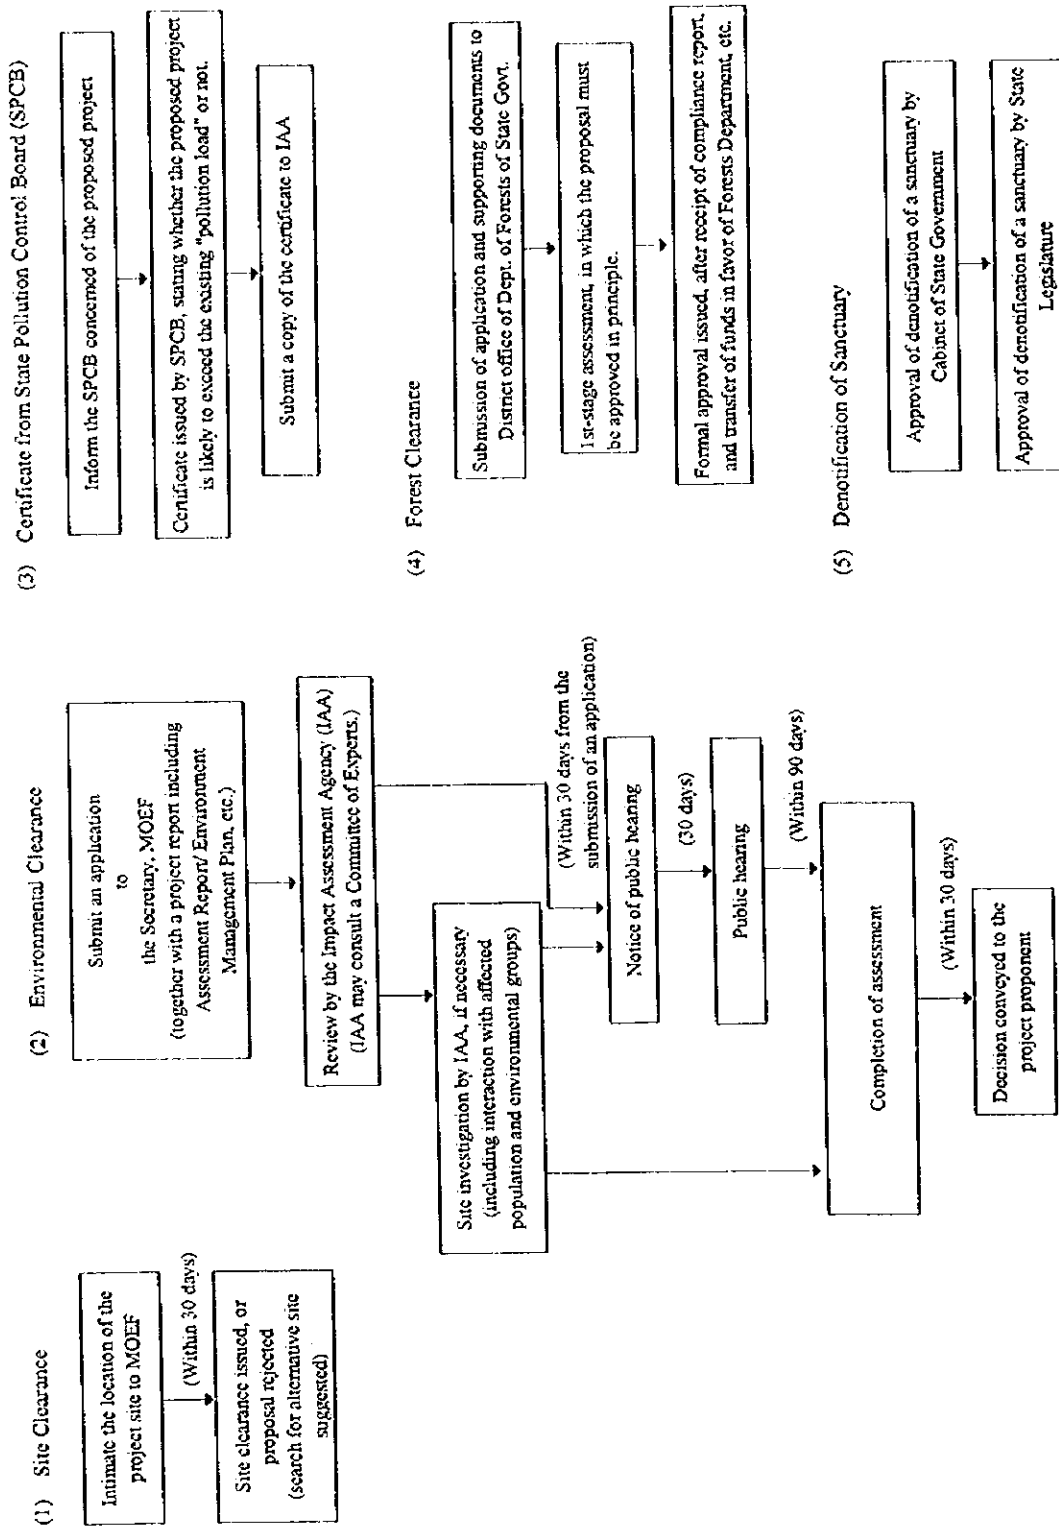 (1) Site Clearance
Intimate the location of the
project site to MOEF
(Within 30 days)
Site clearance issued, or
proposal rejected
(search for alternative site
suggested)
(2) Environmental Clearance
Submit an application
to
the Secretary, MOEF
(together with a project report including
Assessment Report/ Environment
Management Plan, etc.)
Review by the Impact Assessment Agency (IAA)
(IAA may consult a Committee of Experts.)
Site investigation by IAA, if necessary
(including interaction with affected
population and environmental groups)
(Within 30 days from the
submission of an application)
Notice of public hearing
(30 days)
Public hearing
(Within 90 days)
Completion of assessment
(Within 30 days)
Decision conveyed to the
project proponent
(3) Certificate from State Pollution Control Board (SPCB)
Inform the SPCB concerned of the proposed project
Certificate issued by SPCB, stating whether the proposed project
is likely to exceed the existing "pollution load" or not.
Submit a copy of the certificate to IAA
(4) Forest Clearance
Submission of application and supporting documents to
District office of Dept. of Forests of State Govt.
1st-stage assessment, in which the proposal must
be approved in principle.
Formal approval issued, after receipt of compliance report,
and transfer of funds in favor of Forests Department, etc.
(5) Denotification of Sanctuary
Approval of denotification of a sanctuary by
Cabinet of State Government
Approval of denotification of a sanctuary by State
Legislature